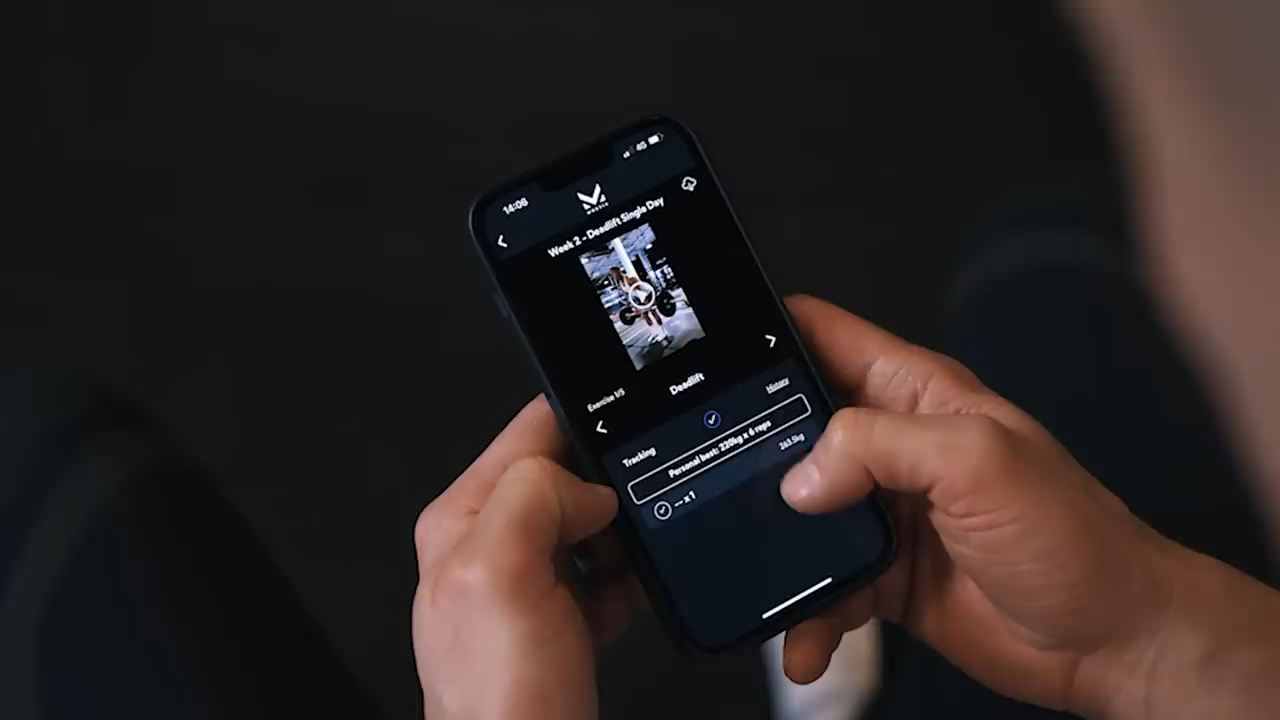 14:06
4G
Week 2 - Deadlift Single Day
Exercise 1/5
Deadlift
History
Tracking
Personal best: 220kg x 6 reps
-- x 1
263.5kg